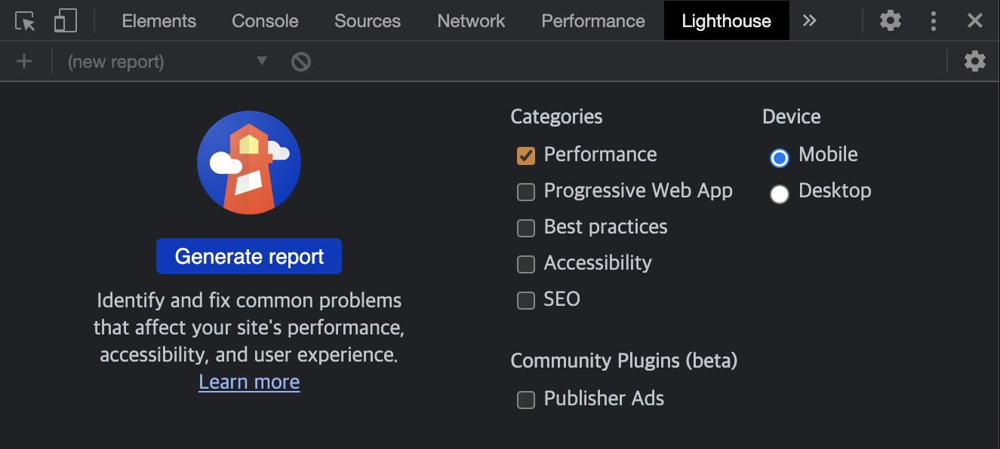 Elements Console Sources Network Performance Lighthouse
(new report)
Categories
Performance
Progressive Web App
Best practices
Accessibility
SEO
Device
Mobile
Desktop
Generate report
Identify and fix common problems
that affect your site's performance,
accessibility, and user experience.
Learn more
Community Plugins (beta)
Publisher Ads